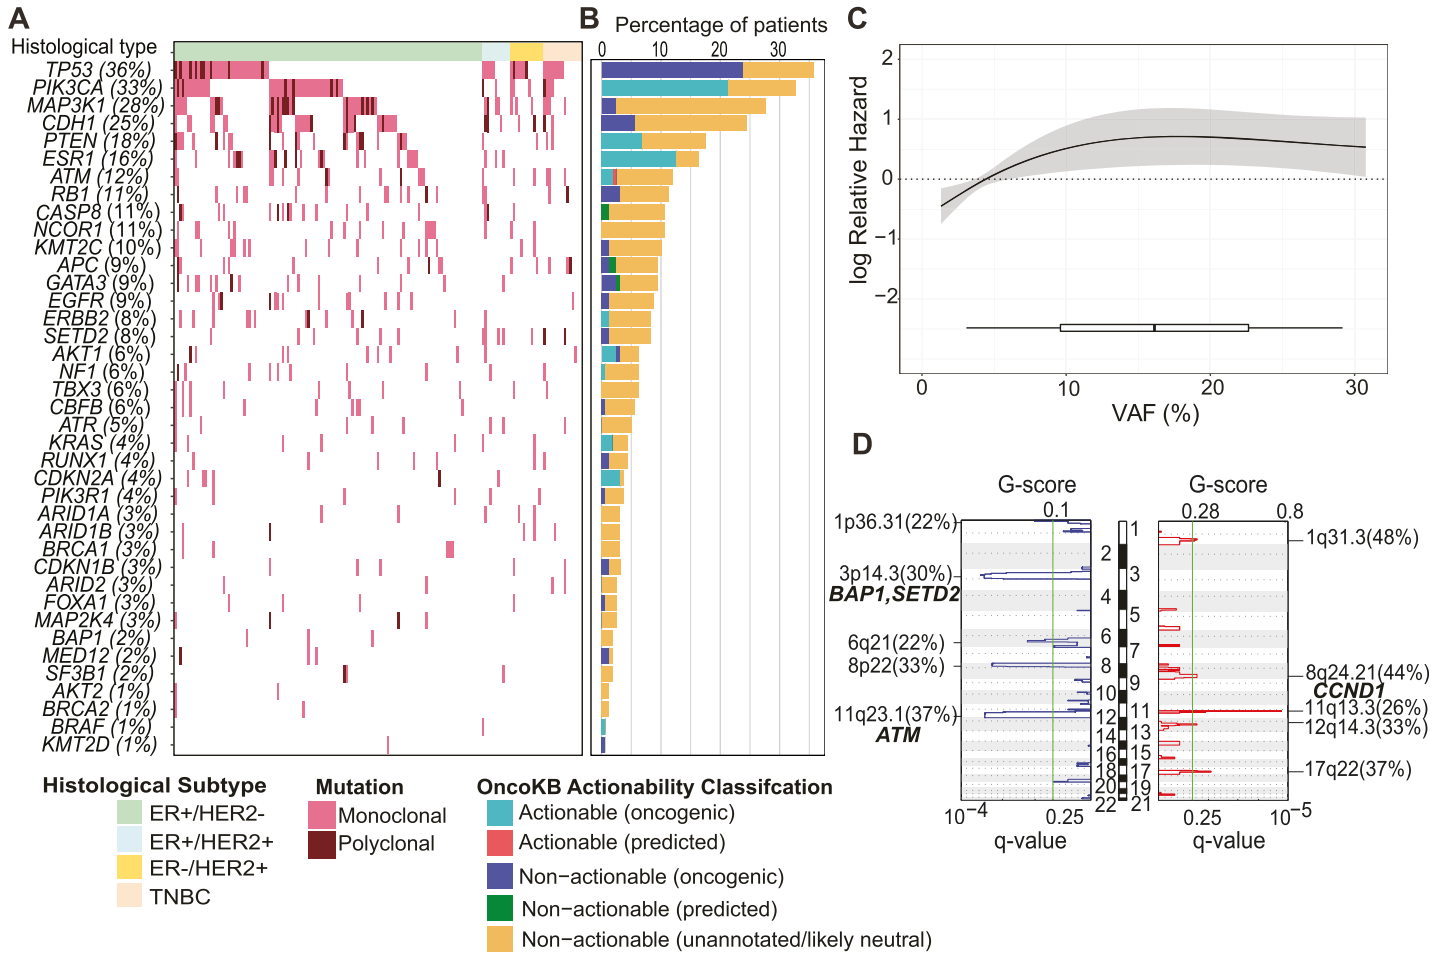 A
Histological type
TP53 (36%)
PIK3CA (33%)
MAP3K1 (28%)
CDH1 (25%)
PTEN (18%)
ESR1 (16%)
ATM (12%)
RB1 (11%)
CASP8 (11%)
NCOR1 (11%)
KMT2C (10%)
APC (9%)
GATA3 (9%)
EGFR (9%)
ERBB2 (8%)
SETD2 (8%)
AKT1 (6%)
NF1 (6%)
TBX3 (6%)
CBFB (6%)
ATR (5%)
KRAS (4%)
RUNX1 (4%)
CDKN2A (4%)
PIK3R1 (4%)
ARID1A (3%)
ARID1B (3%)
BRCA1 (3%)
CDKN1B (3%)
ARID2 (3%)
FOXA1 (3%)
MAP2K4 (3%)
BAP1 (2%)
MED12 (2%)
SF3B1 (2%)
AKT2 (1%)
BRCA2 (1%)
BRAF (1%)
KMT2D (1%)
Histological Subtype
ER+/HER2-
ER+/HER2+
ER-/HER2+
TNBC
Mutation
Monoclonal
Polyclonal
B
Percentage of patients
0 10 20 30
OncoKB Actionability Classifcation
Actionable (oncogenic)
Actionable (predicted)
Non−actionable (oncogenic)
Non−actionable (predicted)
Non−actionable (unannotated/likely neutral)
C
log Relative Hazard
2
1
0
−1
−2
0 10 20 30
VAF (%)
D
G-score
0.1
1p36.31(22%)
3p14.3(30%)
BAP1,SETD2
6q21(22%)
8p22(33%)
11q23.1(37%)
ATM
10−4 0.25
q-value
1
2
3
4
5
6
7
8
9
10
11
12
13
14
15
16
17
18
19
20
21
22
G-score
0.28 0.8
1q31.3(48%)
8q24.21(44%)
CCND1
11q13.3(26%)
12q14.3(33%)
17q22(37%)
0.25 10−5
q-value